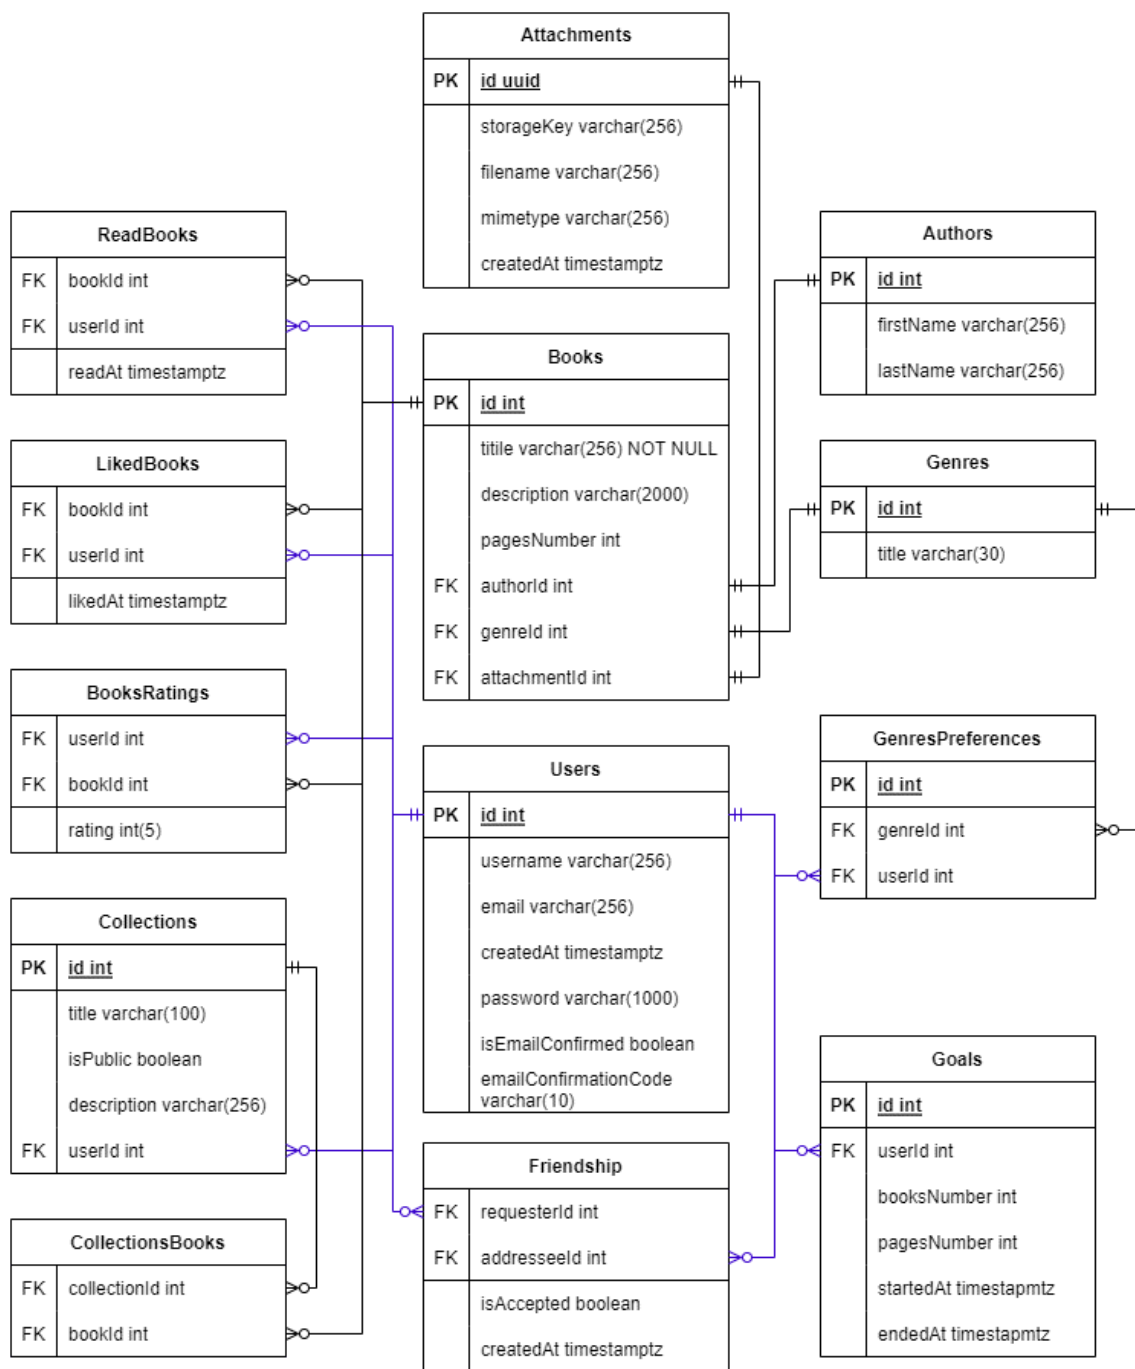 Attachments
PK id uuid
storageKey varchar(256)
filename varchar(256)
mimetype varchar(256)
createdAt timestamptz
ReadBooks
FK bookId int
FK userId int
readAt timestamptz
Authors
PK id int
firstName varchar(256)
lastName varchar(256)
Books
PK id int
titile varchar(256) NOT NULL
description varchar(2000)
pagesNumber int
FK authorId int
FK genreId int
FK attachmentId int
LikedBooks
FK bookId int
FK userId int
likedAt timestamptz
Genres
PK id int
title varchar(30)
BooksRatings
FK userId int
FK bookId int
rating int(5)
Users
PK id int
username varchar(256)
email varchar(256)
createdAt timestamptz
password varchar(1000)
isEmailConfirmed boolean
emailConfirmationCode
varchar(10)
GenresPreferences
PK id int
FK genreId int
FK userId int
Collections
PK id int
title varchar(100)
isPublic boolean
description varchar(256)
FK userId int
Goals
PK id int
FK userId int
booksNumber int
pagesNumber int
startedAt timestapmtz
endedAt timestapmtz
Friendship
FK requesterId int
FK addresseeId int
isAccepted boolean
createdAt timestamptz
CollectionsBooks
FK collectionId int
FK bookId int